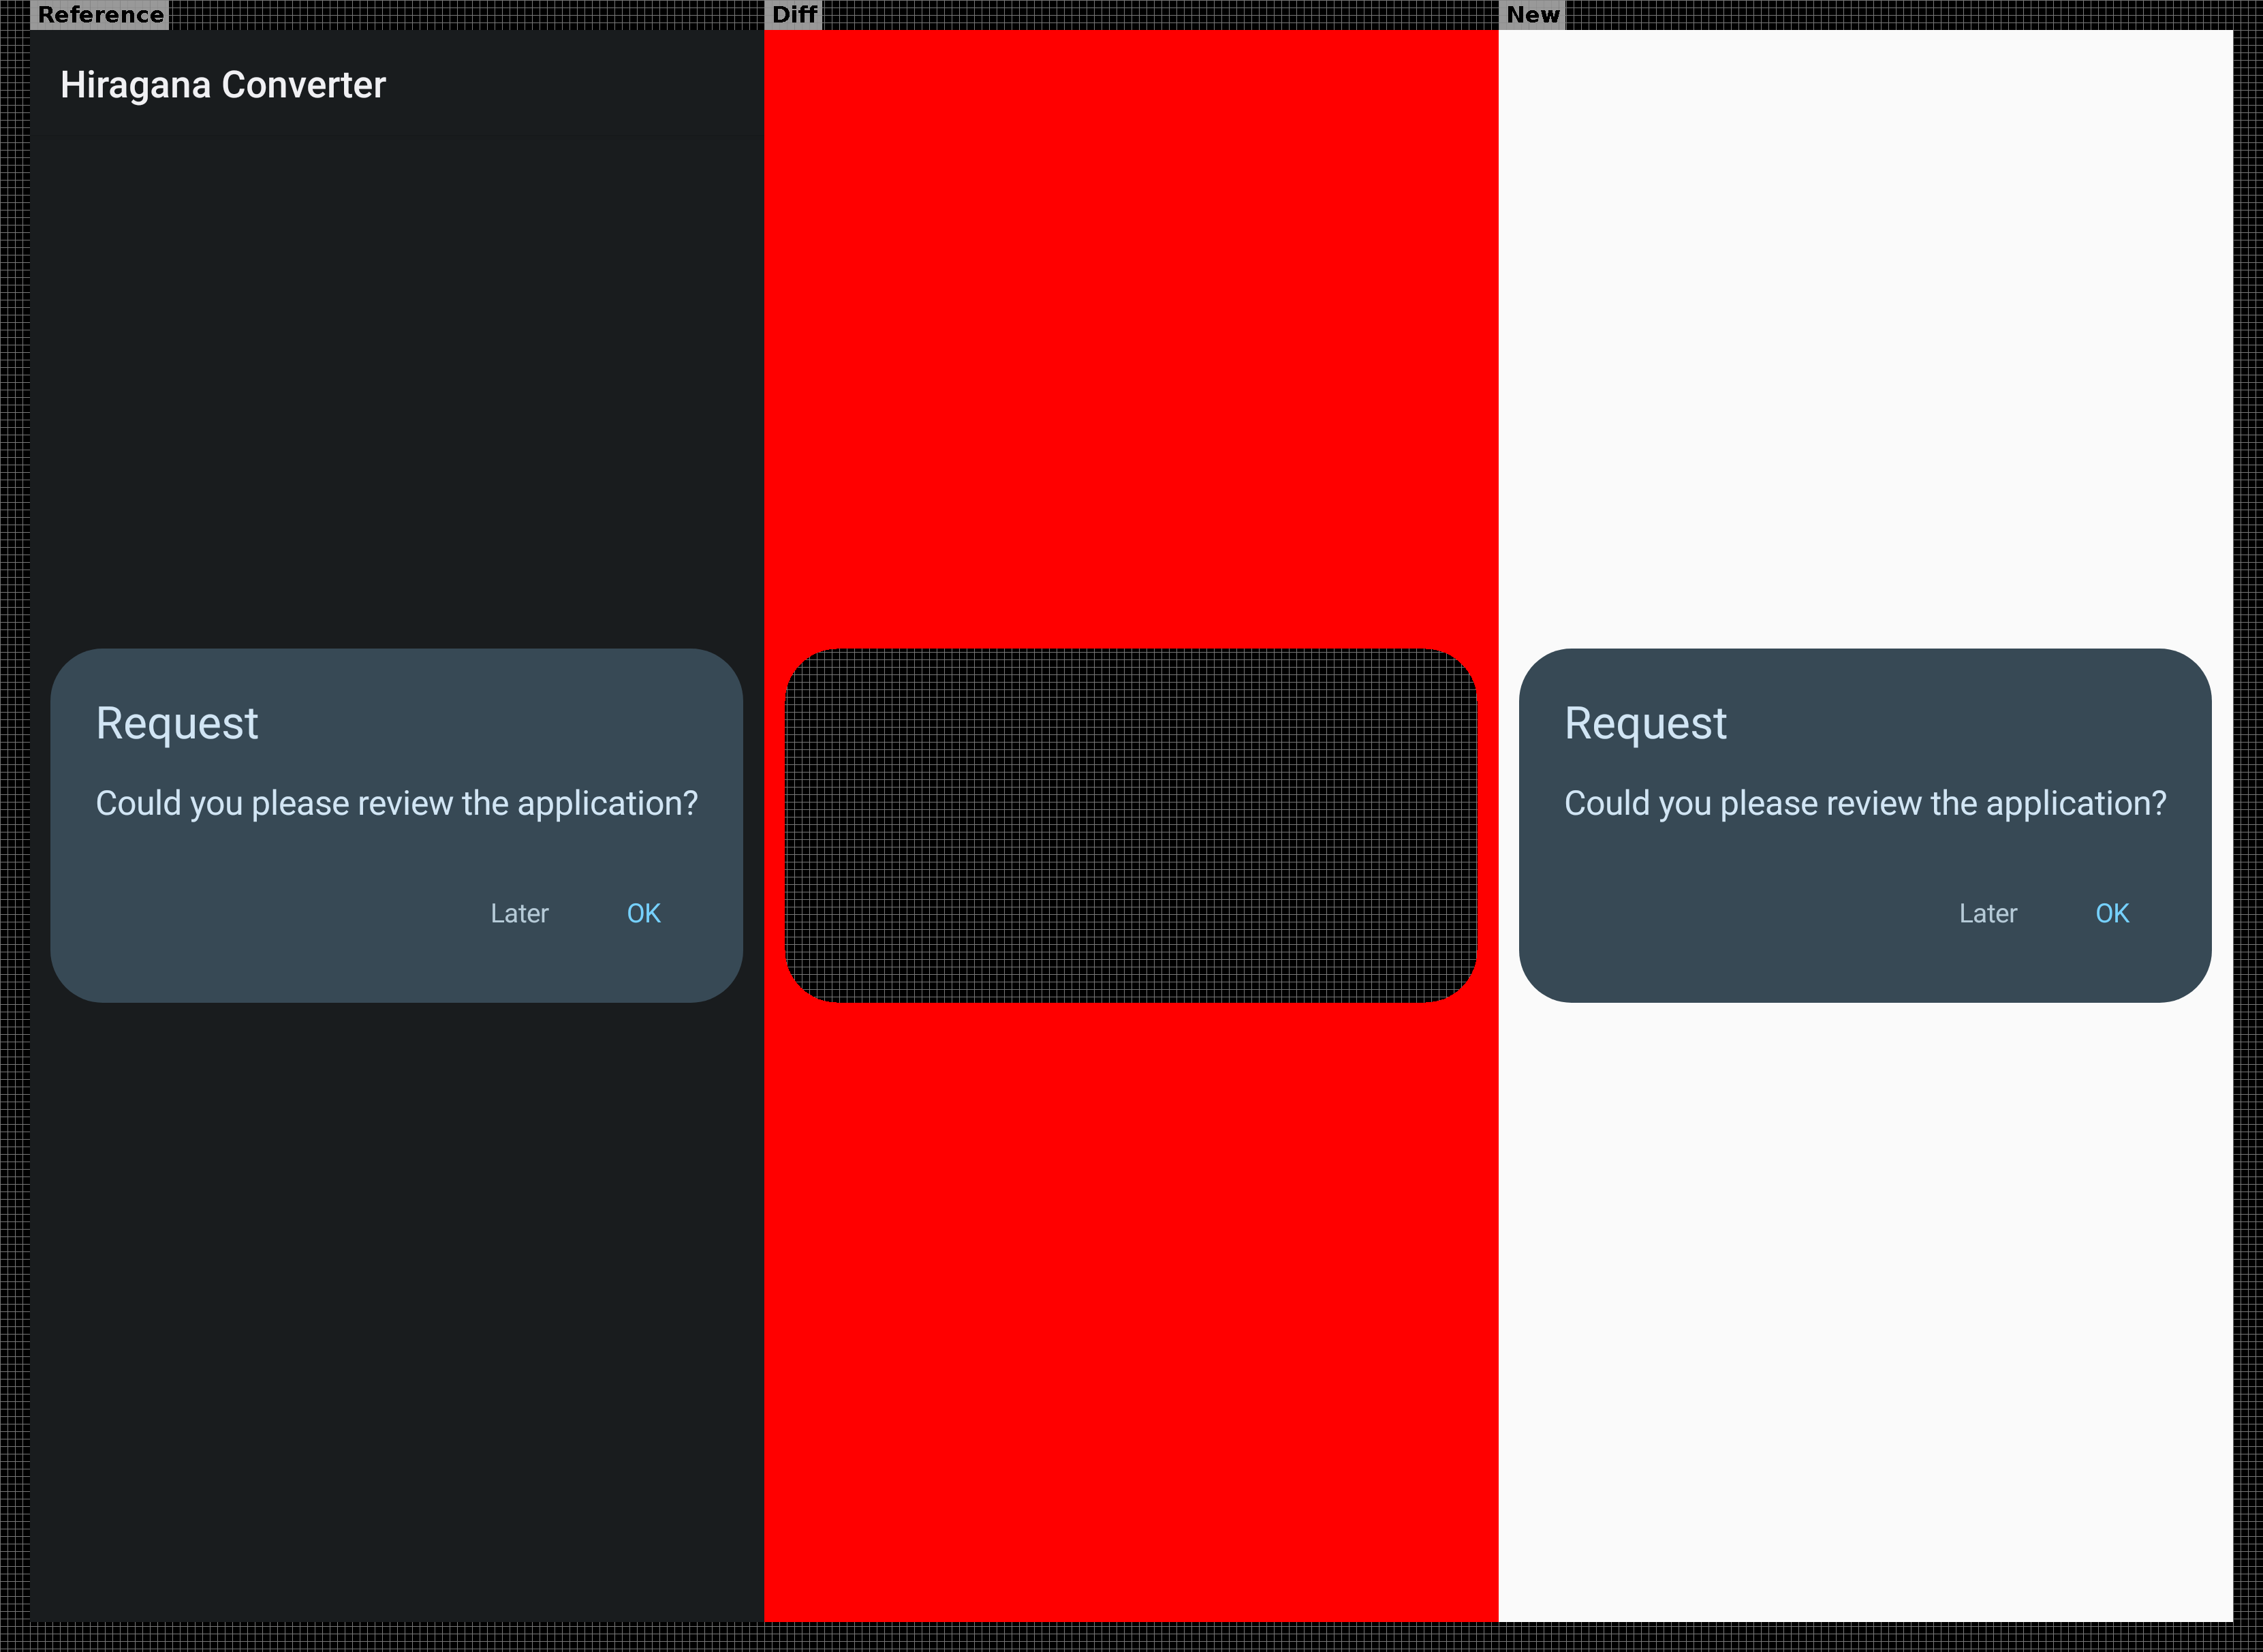 Reference
Diff
New
Hiragana Converter
Request
Could you please review the application?
Later OK
Request
Could you please review the application?
Later OK